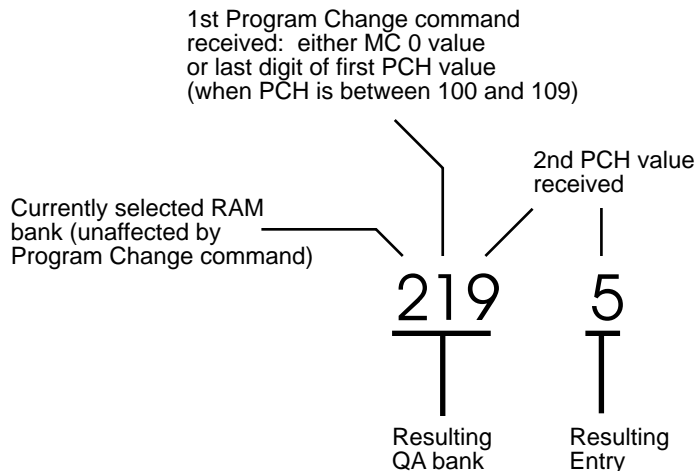 1st Program Change command
received: either MC 0 value
or last digit of first PCH value
(when PCH is between 100 and 109)
2nd PCH value
received
Currently selected RAM
bank (unaffected by
Program Change command)
219 5
Resulting
QA bank
Resulting
Entry